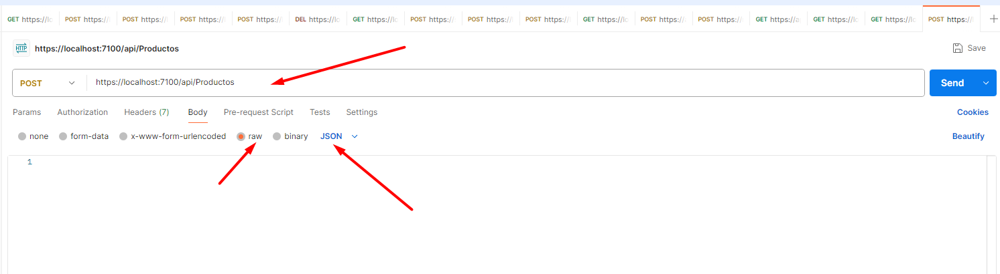 GET https://lo POST https:// POST https:// POST https:// POST https:// DEL https://lo GET https://lo POST https:// POST https:// POST https:// GET https://lo POST https:// POST https:// GET https://a GET https://lo GET https://lo POST https:// +
HTTP https://localhost:7100/api/Productos Save
POST https://localhost:7100/api/Productos Send
Params Authorization Headers (7) Body Pre-request Script Tests Settings Cookies
none form-data x-www-form-urlencoded raw binary JSON Beautify
1